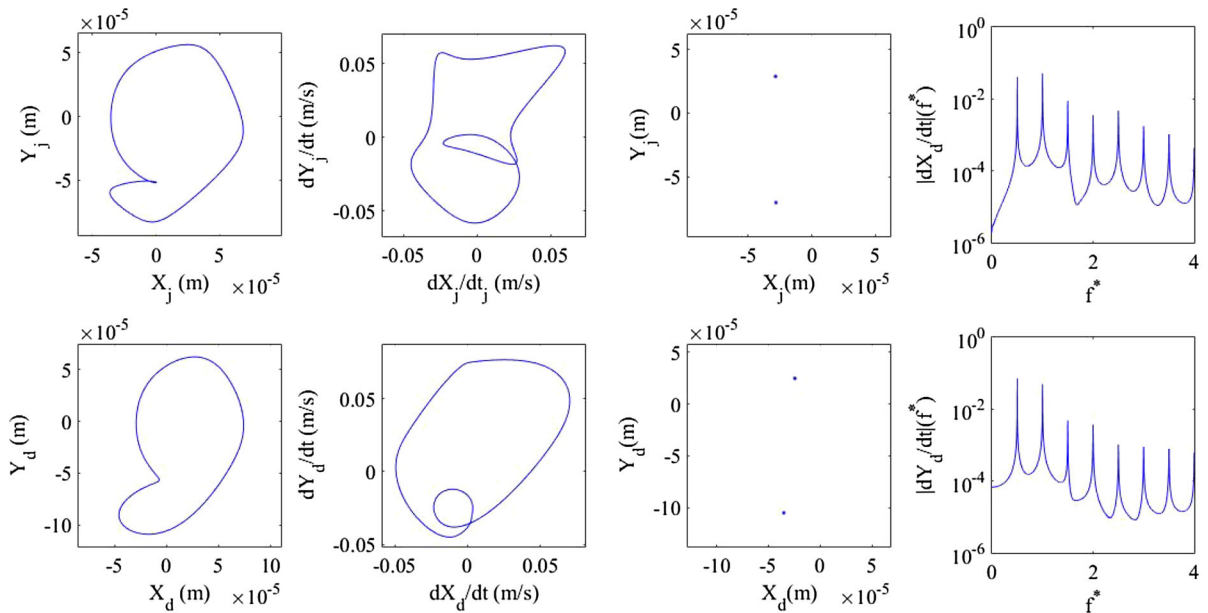 ×10⁻⁵
5
0
-5
Y_j (m)
-5 0 5
X_j (m) ×10⁻⁵
0.05
0
-0.05
dY_j/dt (m/s)
-0.05 0 0.05
dX_j/dt_j (m/s)
×10⁻⁵
5
0
-5
Y_j(m)
-5 0 5
X_j(m) ×10⁻⁵
10⁰
10⁻²
10⁻⁴
10⁻⁶
|dX_d/dt|(f*)
0 2 4
f*
×10⁻⁵
5
0
-5
-10
Y_d (m)
-5 0 5 10
X_d (m) ×10⁻⁵
0.05
0
-0.05
dY_d/dt (m/s)
-0.05 0 0.05
dX_d/dt (m/s)
×10⁻⁵
5
0
-5
-10
Y_d(m)
-10 -5 0 5
X_d(m) ×10⁻⁵
10⁰
10⁻²
10⁻⁴
10⁻⁶
|dY_d/dt|(f*)
0 2 4
f*